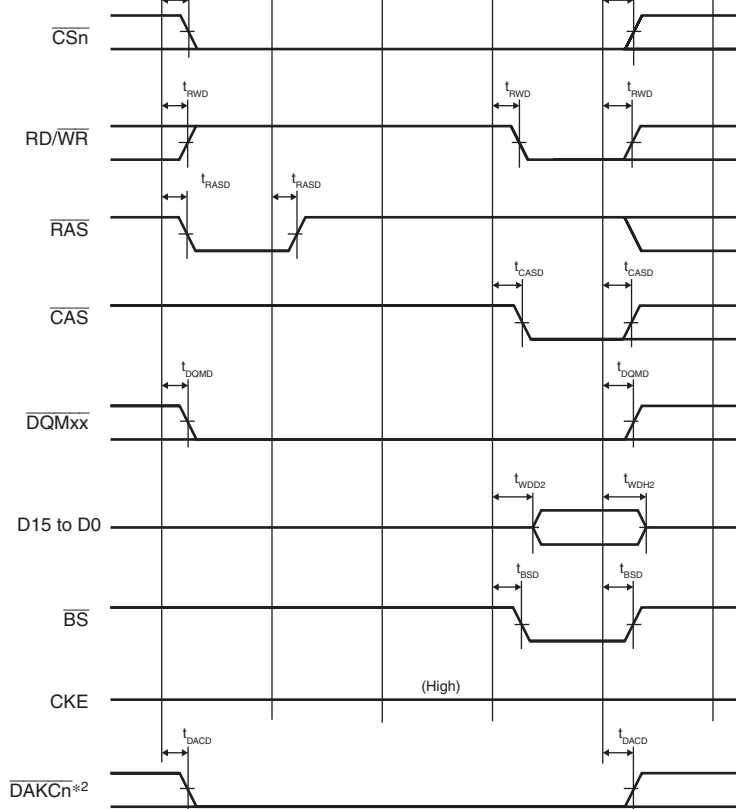 CSn
tRWD tRWD tRWD
RD/WR
tRASD tRASD
RAS
tCASD tCASD
CAS
tDQMD tDQMD
DQMxx
tWDD2 tWDH2
D15 to D0
tBSD tBSD
BS
(High)
CKE
tDACD tDACD
DAKCn*2